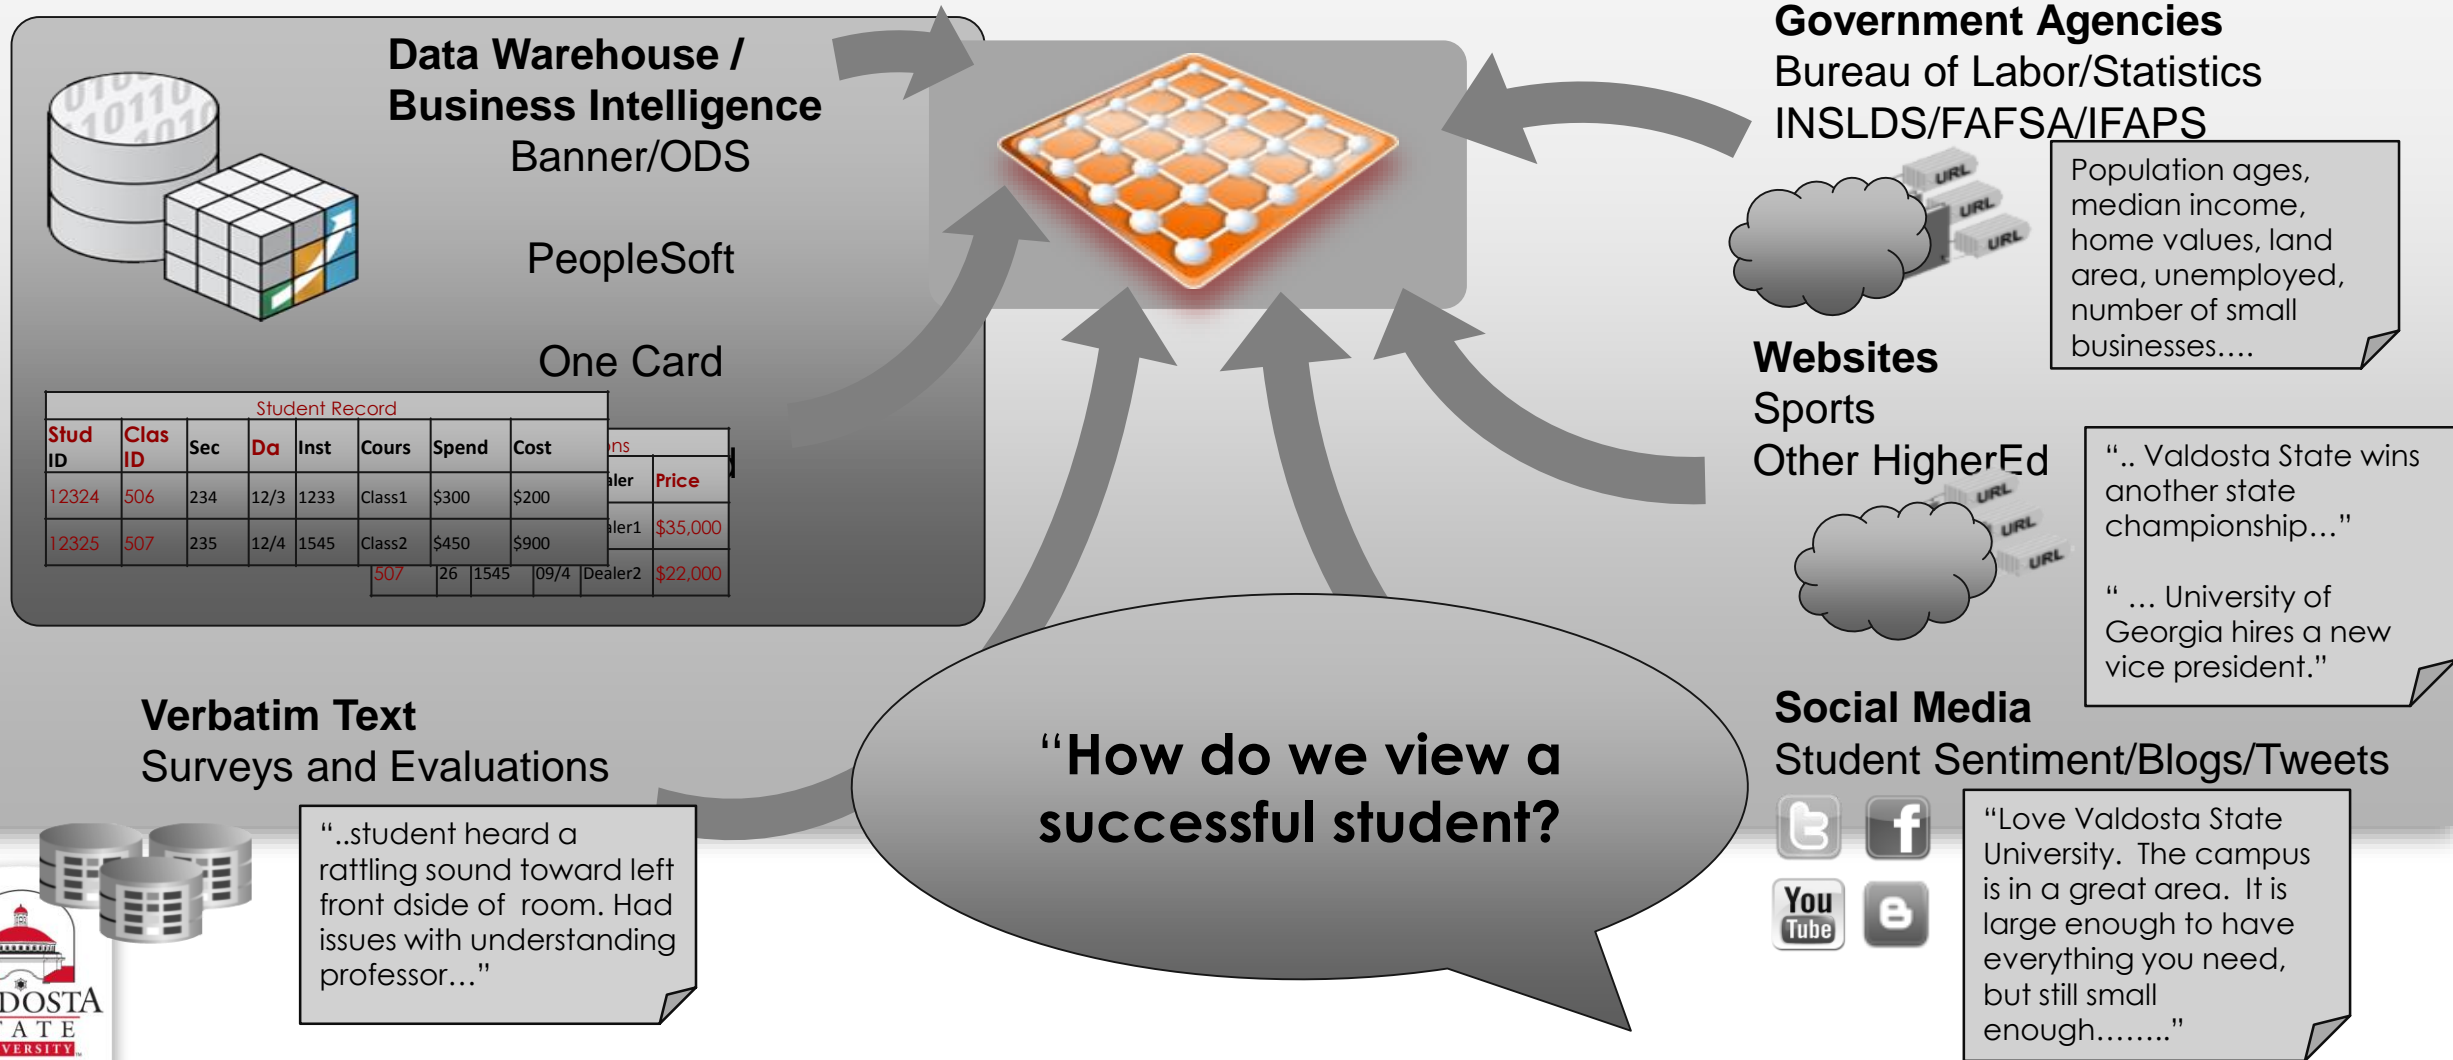 Data Warehouse /
Business Intelligence
Banner/ODS
PeopleSoft
One Card
Student Record
Stud ID Clas ID Sec Da Inst Cours Spend Cost
12324 506 234 12/3 1233 Class1 $300 $200
12325 507 235 12/4 1545 Class2 $450 $900
ons
aler Price
aler1 $35,000
507 26 1545 09/4 Dealer2 $22,000
Verbatim Text
Surveys and Evaluations
“..student heard a
rattling sound toward left
front dside of room. Had
issues with understanding
professor…”
“How do we view a
successful student?
Government Agencies
Bureau of Labor/Statistics
INSLDS/FAFSA/IFAPS
URL
URL
URL
Population ages,
median income,
home values, land
area, unemployed,
number of small
businesses….
Websites
Sports
Other HigherEd
URL
URL
URL
“.. Valdosta State wins
another state
championship…”
“ … University of
Georgia hires a new
vice president.”
Social Media
Student Sentiment/Blogs/Tweets
You
Tube
“Love Valdosta State
University. The campus
is in a great area. It is
large enough to have
everything you need,
but still small
enough……..”
DOSTA
ATE
VERSITY